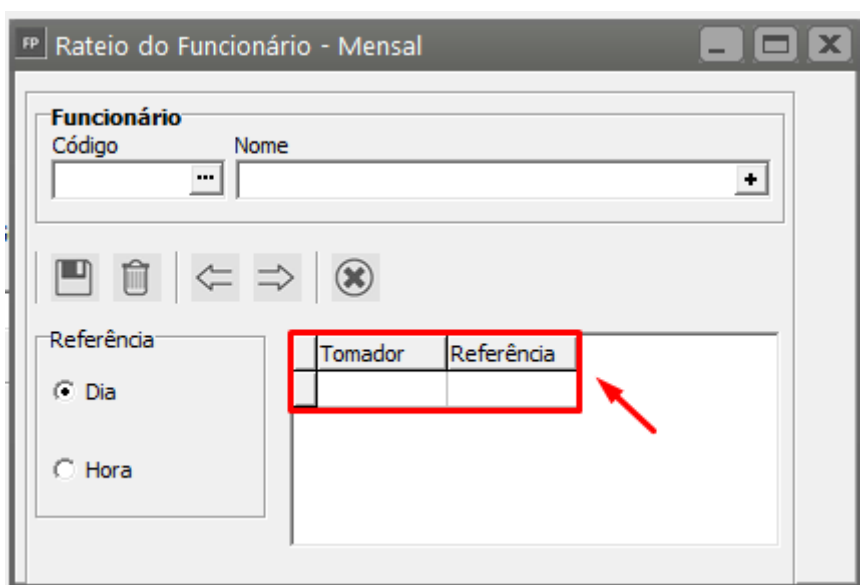 FP Rateio do Funcionário - Mensal
Funcionário
Código Nome
Referência
Tomador Referência
Dia
Hora